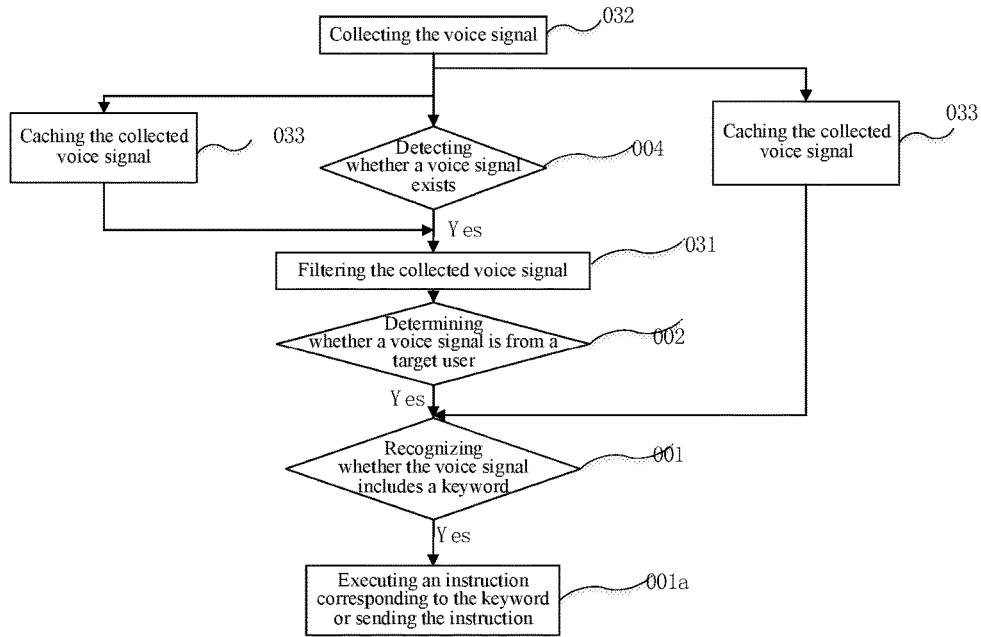 Collecting the voice signal
032
Caching the collected
voice signal
033
Detecting
whether a voice signal
exists
004
Caching the collected
voice signal
033
Yes
Filtering the collected voice signal
031
Determining
whether a voice signal is from a
target user
002
Yes
Recognizing
whether the voice signal
includes a keyword
001
Yes
Executing an instruction
corresponding to the keyword
or sending the instruction
001a